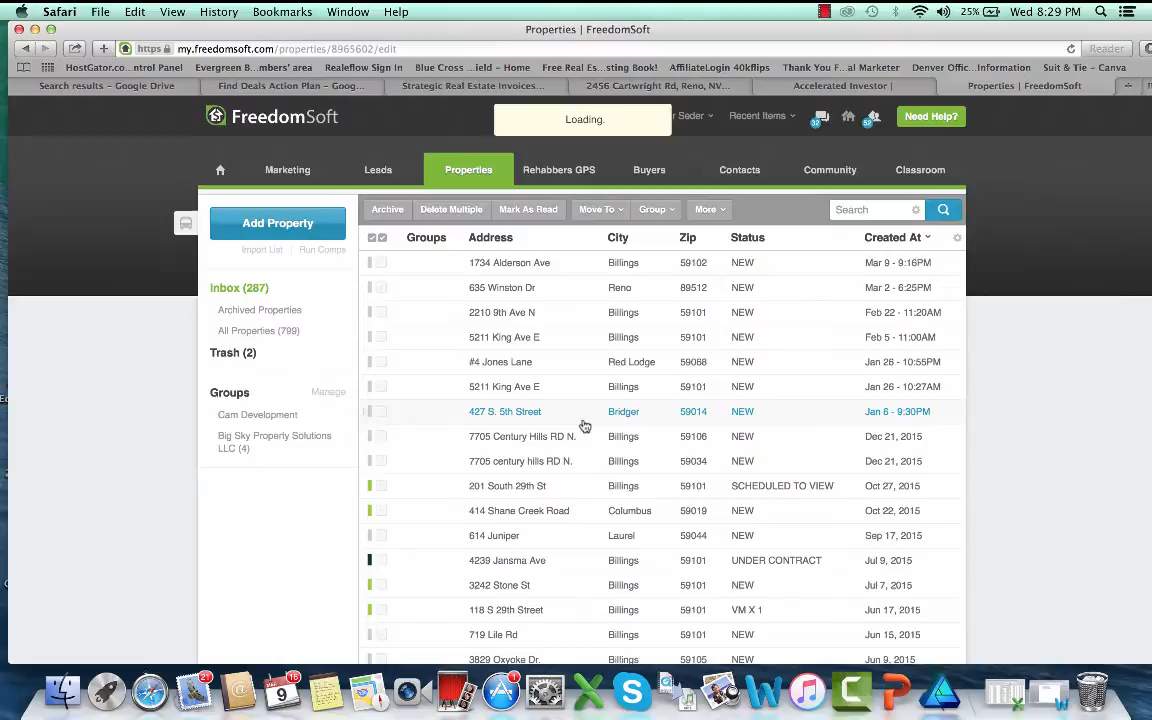 Safari File Edit View History Bookmarks Window Help 25% Wed 8:29 PM
Properties | FreedomSoft
https my.freedomsoft.com/properties/8965602/edit Reader
HostGator.c...ntrol Panel Evergreen B...mbers' area Realeflow Sign In Blue Cross ...ield - Home Free Real Es...sting Book! AffiliateLogin 40kflips Thank You F...al Marketer Denver Offic...Information Suit & Tie – Canva
Search results – Google Drive Find Deals Action Plan – Goog... Strategic Real Estate Invoices... 2456 Cartwright Rd, Reno, NV... Accelerated Investor | Properties | FreedomSoft
FreedomSoft Loading. r Seder Recent Items 32 52 Need Help?
Marketing Leads Properties Rehabbers GPS Buyers Contacts Community Classroom
Add Property
Import List | Run Comps
Inbox (287)
Archived Properties
All Properties (799)
Trash (2)
Groups Manage
Cam Development
Big Sky Property Solutions
LLC (4)
Archive Delete Multiple Mark As Read Move To Group More Search
Groups Address City Zip Status Created At
1734 Alderson Ave Billings 59102 NEW Mar 9 - 9:16PM
635 Winston Dr Reno 89512 NEW Mar 2 - 6:25PM
2210 9th Ave N Billings 59101 NEW Feb 22 - 11:20AM
5211 King Ave E Billings 59101 NEW Feb 5 - 11:00AM
#4 Jones Lane Red Lodge 59068 NEW Jan 26 - 10:55PM
5211 King Ave E Billings 59101 NEW Jan 26 - 10:27AM
427 S. 5th Street Bridger 59014 NEW Jan 6 - 9:30PM
7705 Century Hills RD N. Billings 59106 NEW Dec 21, 2015
7705 century hills RD N. Billings 59034 NEW Dec 21, 2015
201 South 29th St Billings 59101 SCHEDULED TO VIEW Oct 27, 2015
414 Shane Creek Road Columbus 59019 NEW Oct 22, 2015
614 Juniper Laurel 59044 NEW Sep 17, 2015
4239 Jansma Ave Billings 59101 UNDER CONTRACT Jul 9, 2015
3242 Stone St Billings 59101 NEW Jul 7, 2015
118 S 29th Street Billings 59101 VM X 1 Jun 17, 2015
719 Lile Rd Billings 59101 NEW Jun 15, 2015
3829 Oxyoke Dr. Billings 59105 NEW Jun 9, 2015
21 9 16 1